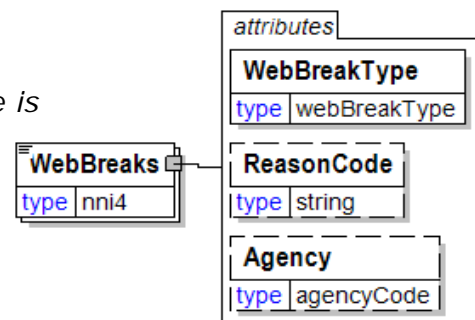 attributes
WebBreakType
type webBreakType
e is
WebBreaks
type nni4
ReasonCode
type string
Agency
type agencyCode